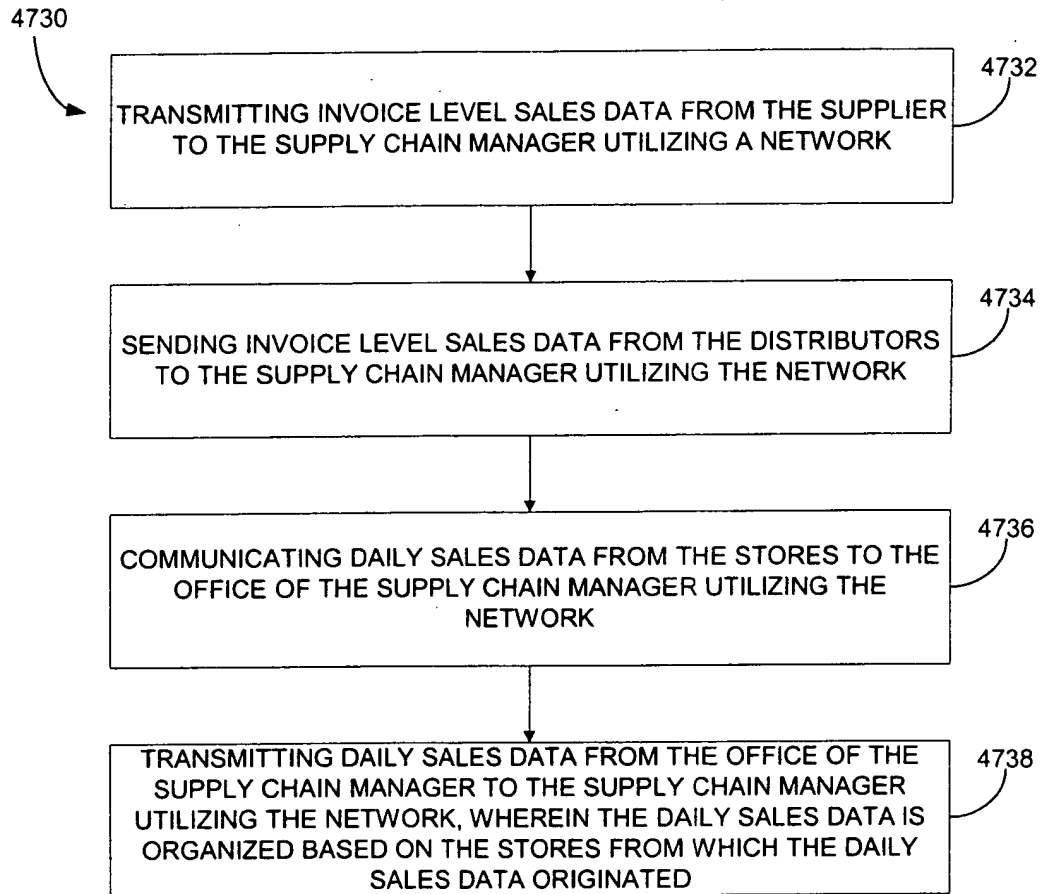 4730
TRANSMITTING INVOICE LEVEL SALES DATA FROM THE SUPPLIER
TO THE SUPPLY CHAIN MANAGER UTILIZING A NETWORK
4732
SENDING INVOICE LEVEL SALES DATA FROM THE DISTRIBUTORS
TO THE SUPPLY CHAIN MANAGER UTILIZING THE NETWORK
4734
COMMUNICATING DAILY SALES DATA FROM THE STORES TO THE
OFFICE OF THE SUPPLY CHAIN MANAGER UTILIZING THE
NETWORK
4736
TRANSMITTING DAILY SALES DATA FROM THE OFFICE OF THE
SUPPLY CHAIN MANAGER TO THE SUPPLY CHAIN MANAGER
UTILIZING THE NETWORK, WHEREIN THE DAILY SALES DATA IS
ORGANIZED BASED ON THE STORES FROM WHICH THE DAILY
SALES DATA ORIGINATED
4738